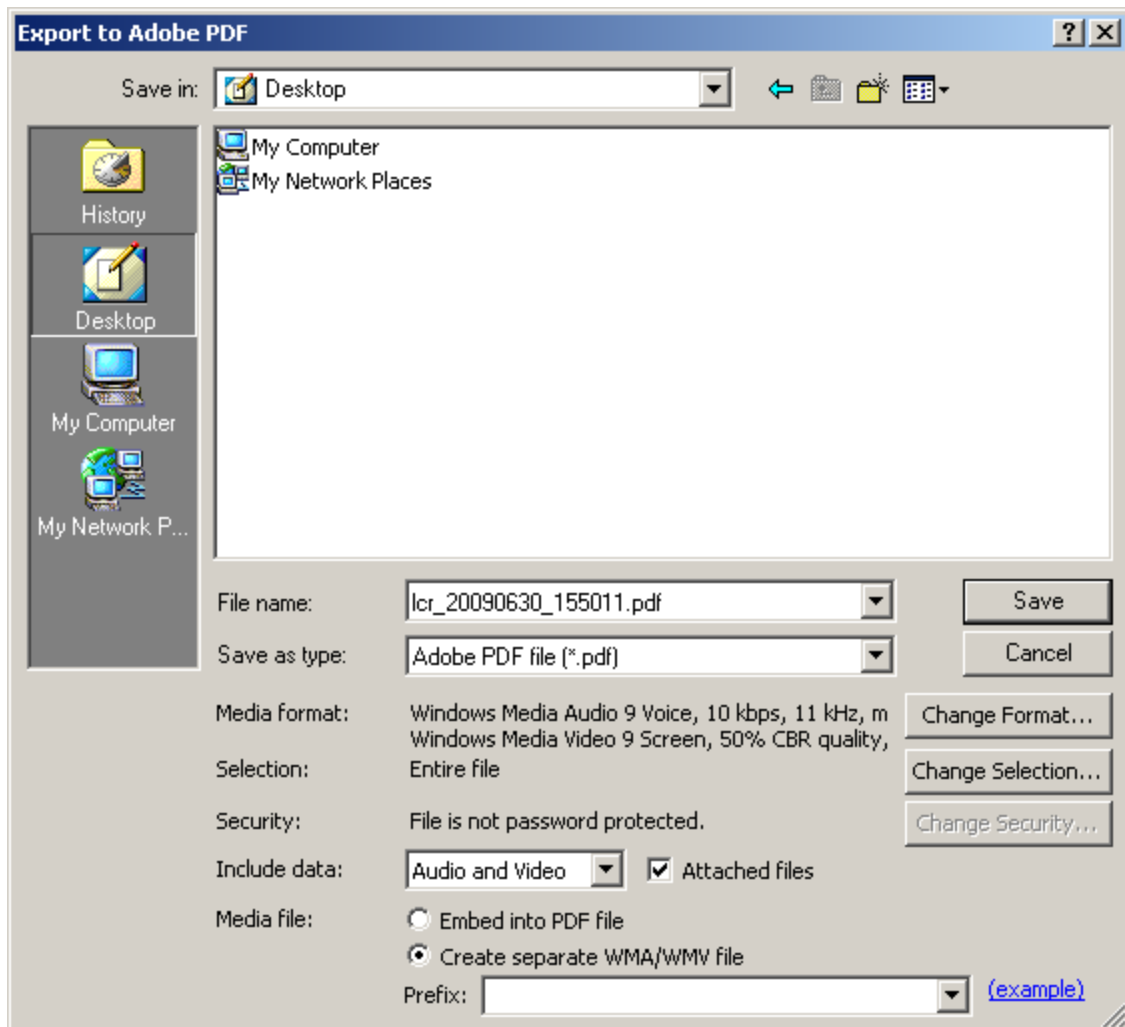 Export to Adobe PDF
Save in: Desktop
My Computer
My Network Places
History
Desktop
My Computer
My Network P...
File name: lcr_20090630_155011.pdf Save
Save as type: Adobe PDF file (*.pdf) Cancel
Media format: Windows Media Audio 9 Voice, 10 kbps, 11 kHz, m Change Format...
Windows Media Video 9 Screen, 50% CBR quality,
Selection: Entire file Change Selection...
Security: File is not password protected. Change Security...
Include data: Audio and Video Attached files
Media file: Embed into PDF file
Create separate WMA/WMV file
Prefix: (example)